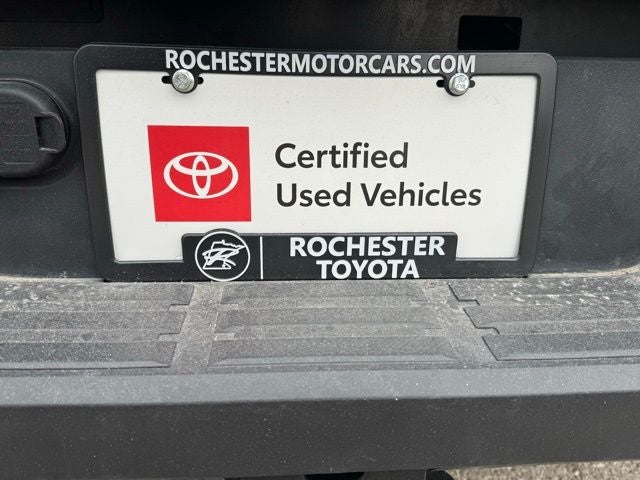 ROCHESTERMOTORCARS.COM
Certified
Used Vehicles
ROCHESTER
TOYOTA